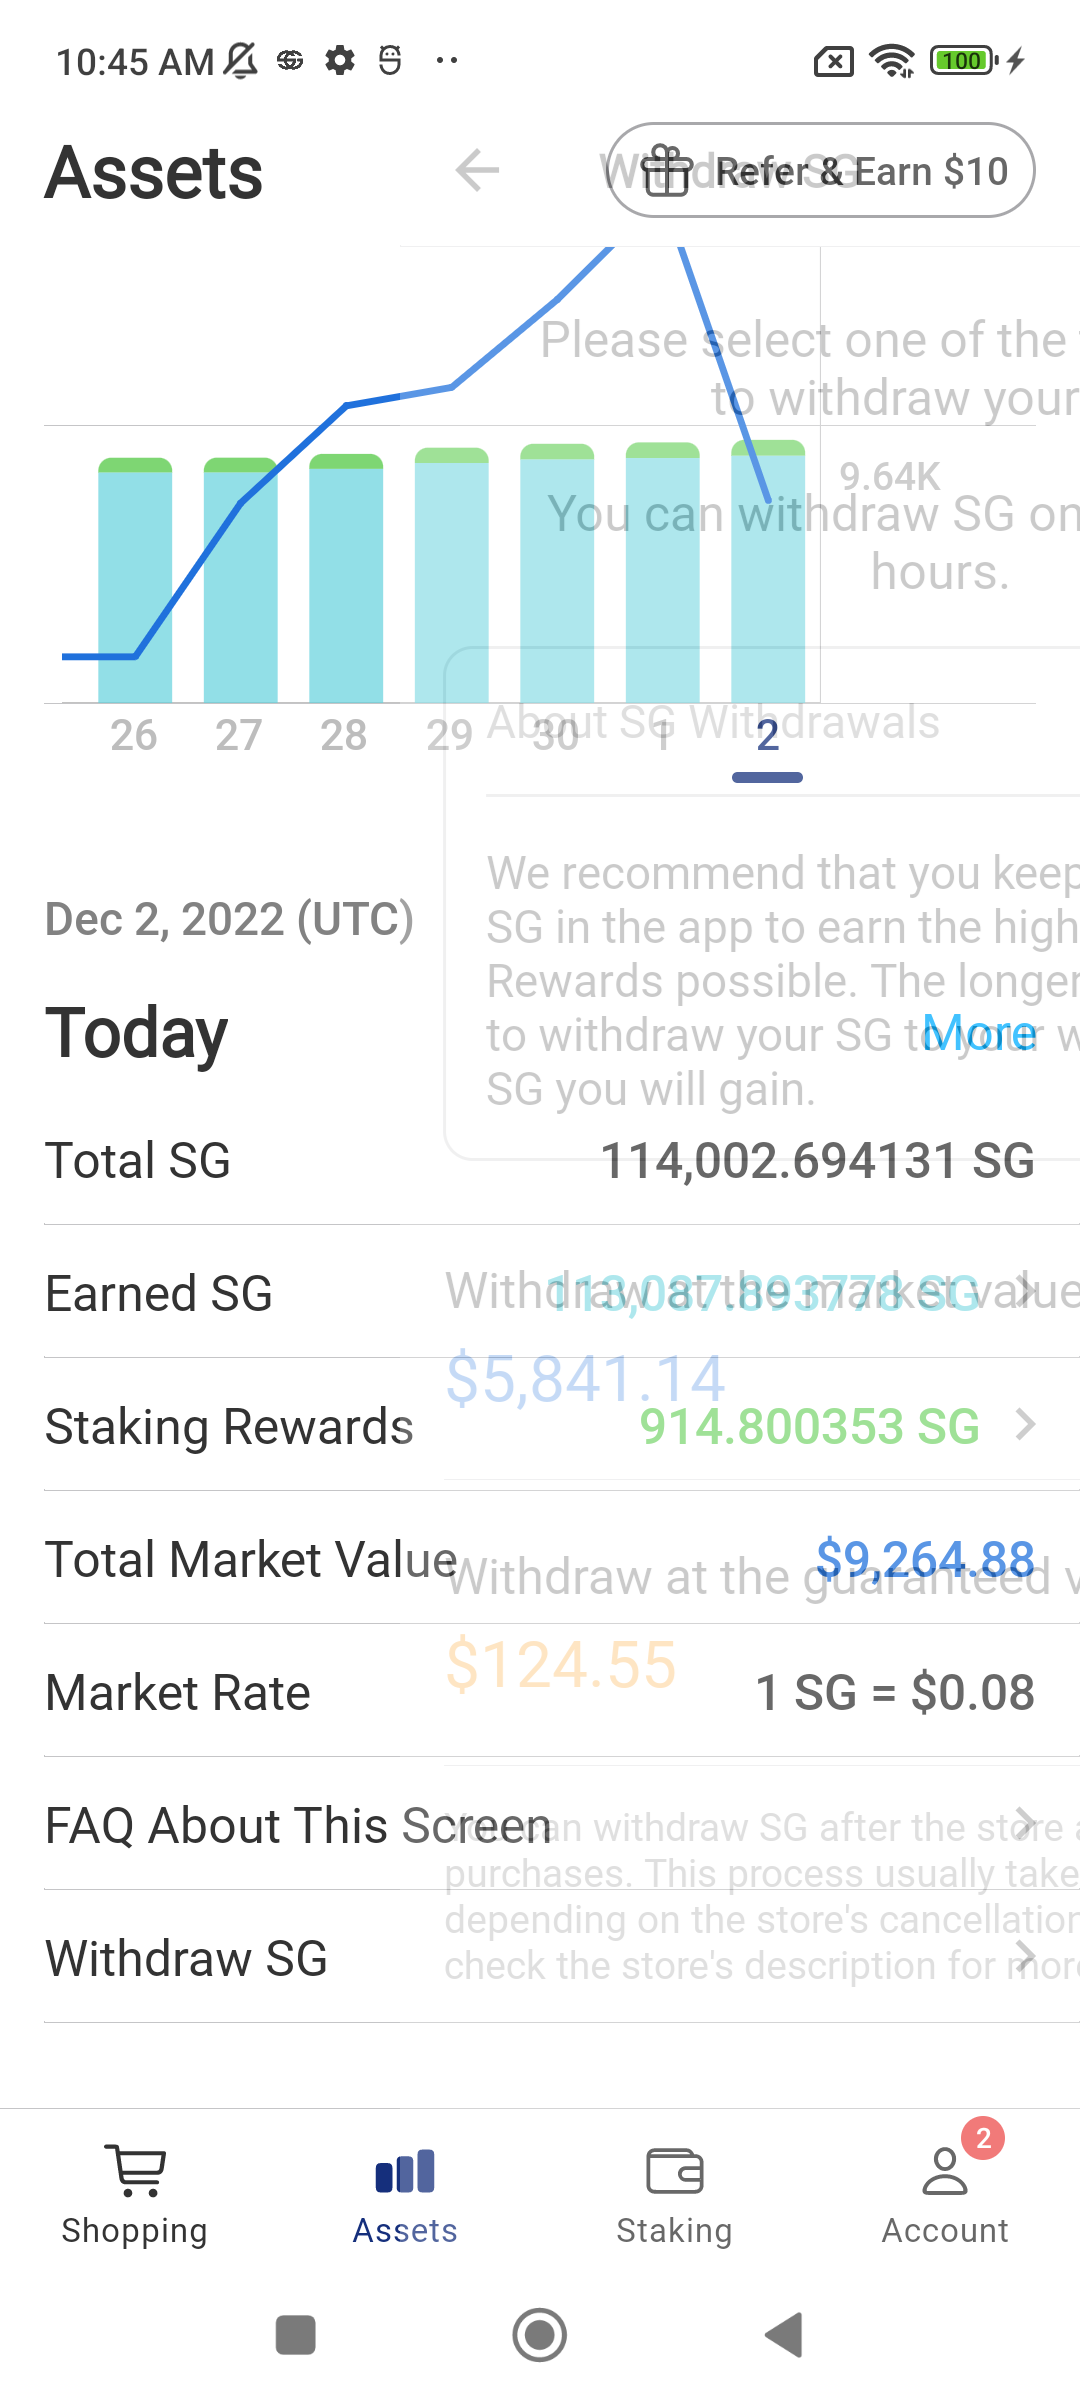 10:45 AM
100
Assets
Withdraw SG
Refer & Earn $10
Please select one of the
to withdraw your
9.64K
You can withdraw SG on
hours.
About SG Withdrawals
26 27 28 29 30 1 2
We recommend that you keep
SG in the app to earn the high
Rewards possible. The longer
to withdraw your SG to your w
SG you will gain.
Dec 2, 2022 (UTC)
Today
More
Total SG
114,002.694131 SG
Earned SG
113,087.893778 SG
Withdraw at the market value
$5,841.14
Staking Rewards
914.800353 SG
Total Market Value
$9,264.88
Withdraw at the guaranteed v
$124.55
Market Rate
1 SG = $0.08
FAQ About This Screen
You can withdraw SG after the store a
purchases. This process usually take
depending on the store's cancellation
check the store's description for more
Withdraw SG
2
Shopping
Assets
Staking
Account